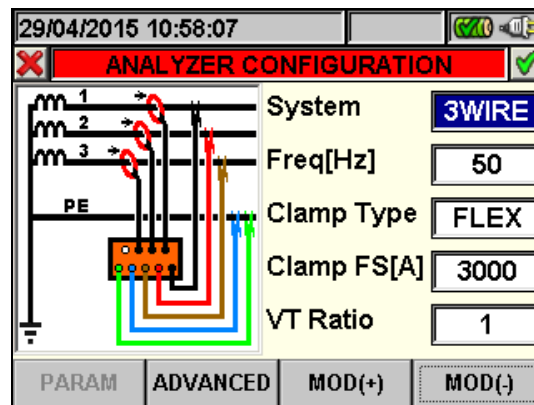 29/04/2015 10:58:07
ANALYZER CONFIGURATION
1
2
3
PE
System 3WIRE
Freq[Hz] 50
Clamp Type FLEX
Clamp FS[A] 3000
VT Ratio 1
PARAM ADVANCED MOD(+) MOD(-)